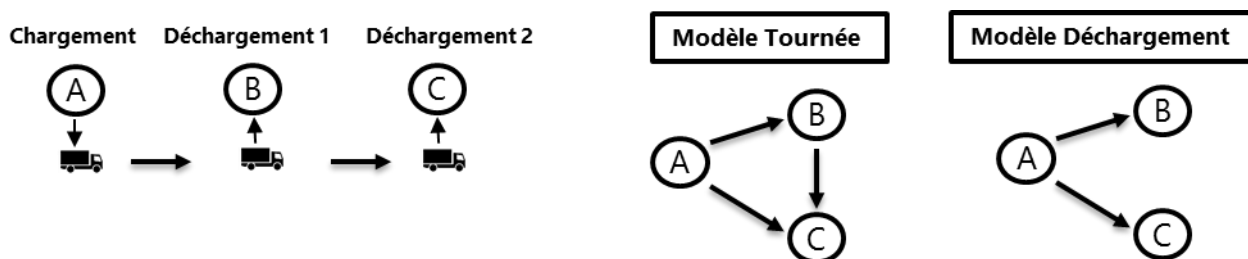 Chargement Déchargement 1 Déchargement 2
A B C
Modèle Tournée
A B
C
Modèle Déchargement
A B
C